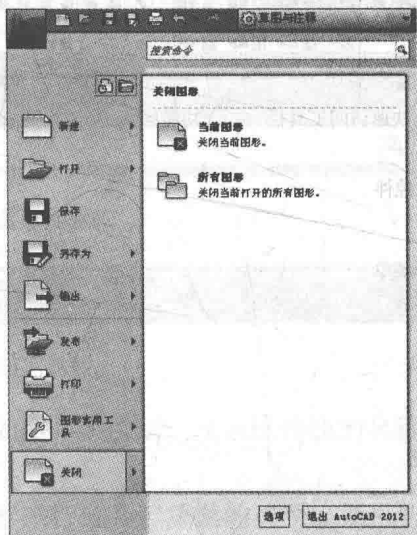 草图与注释
搜索命令
关闭图形
新建
打开
保存
另存为
输出
发布
打印
图形实用工
具
关闭
当前图形
关闭当前图形。
所有图形
关闭当前打开的所有图形。
选项
退出 AutoCAD 2012